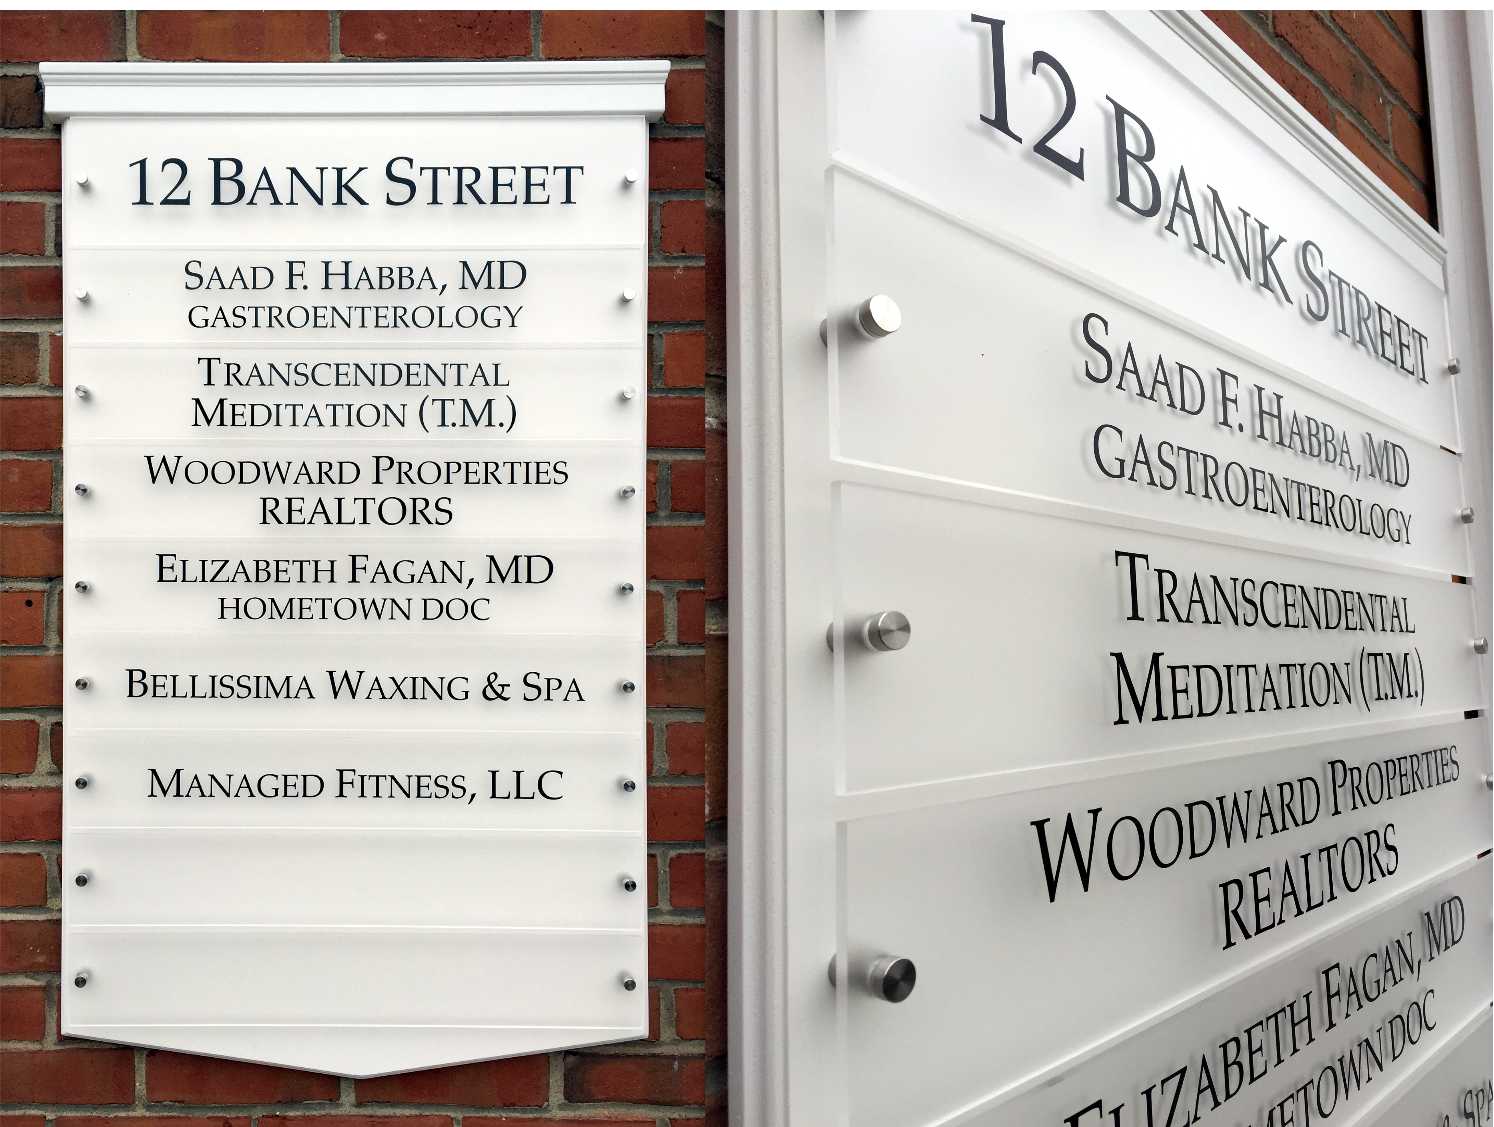 12 BANK STREET
SAAD F. HABBA, MD
GASTROENTEROLOGY
TRANSCENDENTAL
MEDITATION (T.M.)
WOODWARD PROPERTIES
REALTORS
ELIZABETH FAGAN, MD
HOMETOWN DOC
BELLISSIMA WAXING & SPA
MANAGED FITNESS, LLC
12 BANK STREET
SAAD F. HABBA, MD
GASTROENTEROLOGY
TRANSCENDENTAL
MEDITATION (T.M.)
WOODWARD PROPERTIES
REALTORS
ELIZABETH FAGAN, MD
HOMETOWN DOC
& SPA